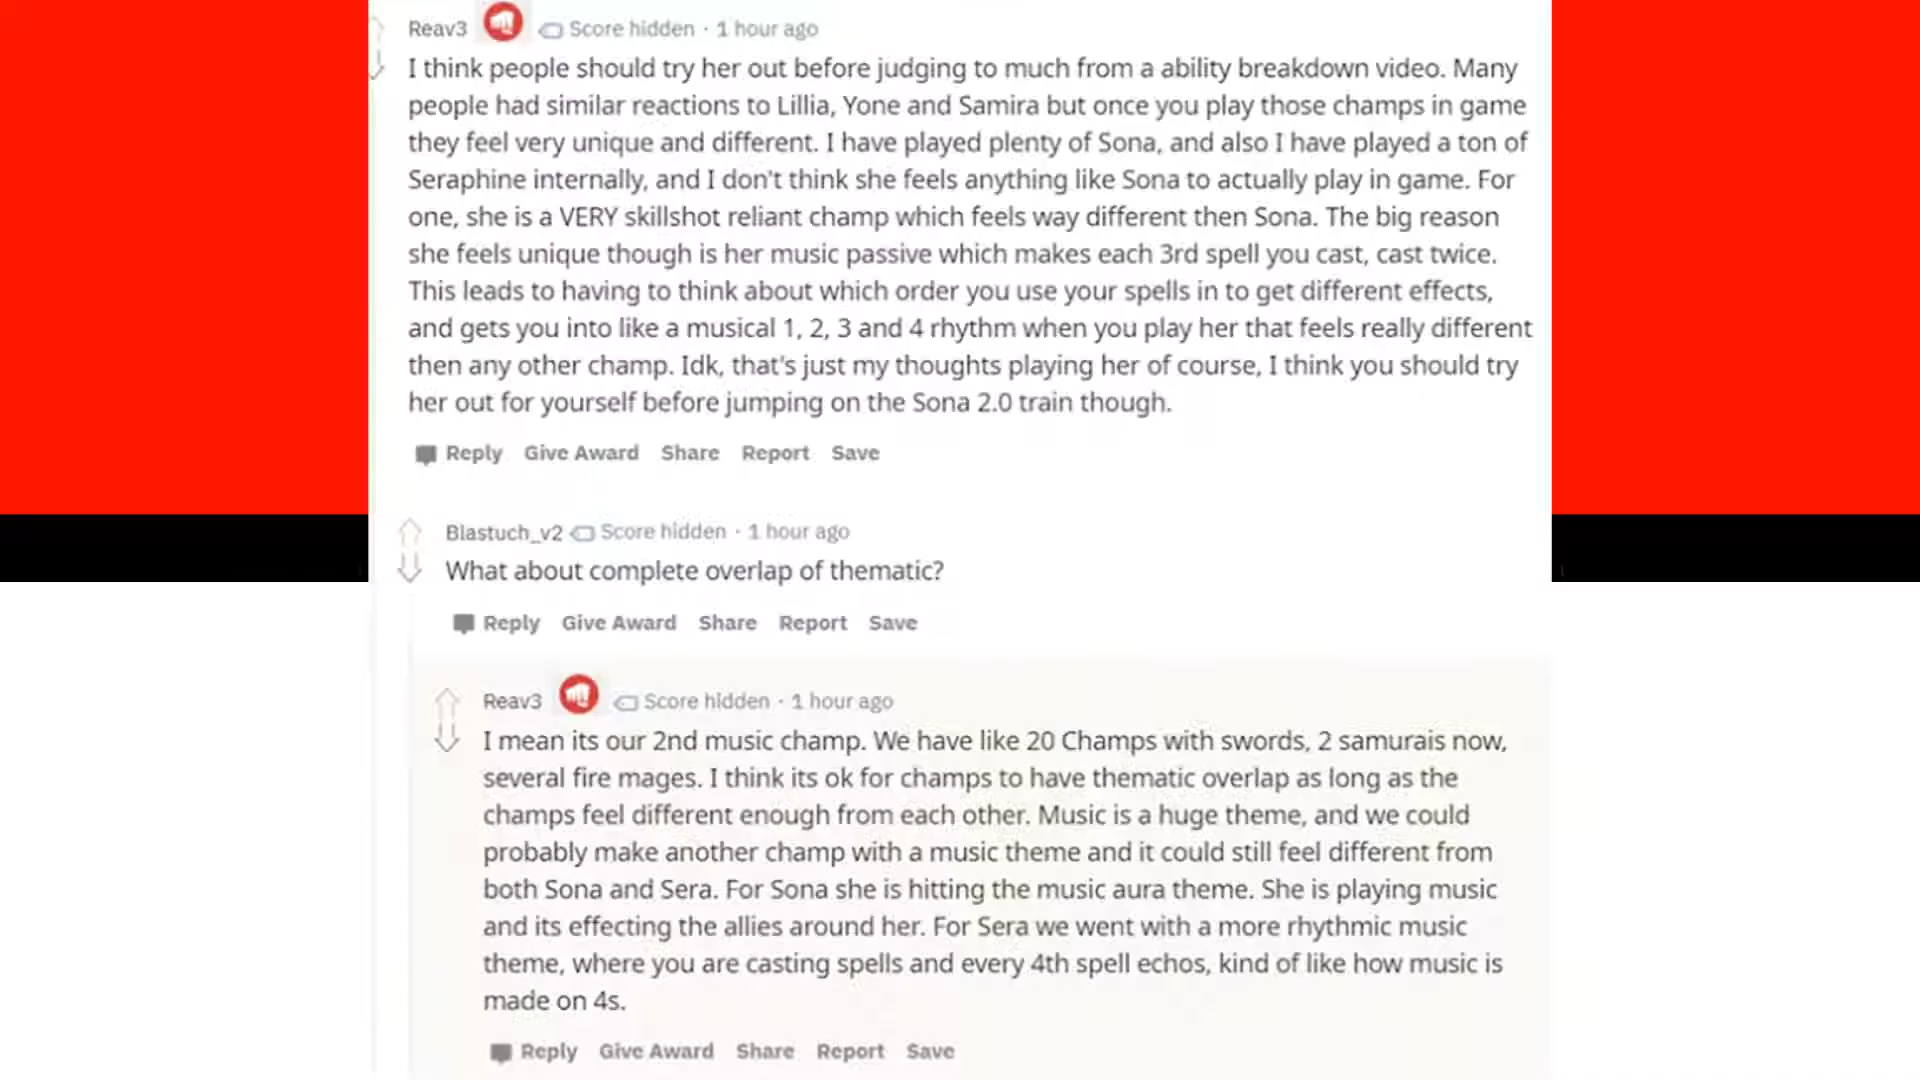 Reav3 Score hidden · 1 hour ago
I think people should try her out before judging to much from a ability breakdown video. Many
people had similar reactions to Lillia, Yone and Samira but once you play those champs in game
they feel very unique and different. I have played plenty of Sona, and also I have played a ton of
Seraphine internally, and I don't think she feels anything like Sona to actually play in game. For
one, she is a VERY skillshot reliant champ which feels way different then Sona. The big reason
she feels unique though is her music passive which makes each 3rd spell you cast, cast twice.
This leads to having to think about which order you use your spells in to get different effects,
and gets you into like a musical 1, 2, 3 and 4 rhythm when you play her that feels really different
then any other champ. Idk, that's just my thoughts playing her of course, I think you should try
her out for yourself before jumping on the Sona 2.0 train though.
Reply Give Award Share Report Save
Blastuch_v2 Score hidden · 1 hour ago
What about complete overlap of thematic?
Reply Give Award Share Report Save
Reav3 Score hidden · 1 hour ago
I mean its our 2nd music champ. We have like 20 Champs with swords, 2 samurais now,
several fire mages. I think its ok for champs to have thematic overlap as long as the
champs feel different enough from each other. Music is a huge theme, and we could
probably make another champ with a music theme and it could still feel different from
both Sona and Sera. For Sona she is hitting the music aura theme. She is playing music
and its effecting the allies around her. For Sera we went with a more rhythmic music
theme, where you are casting spells and every 4th spell echos, kind of like how music is
made on 4s.
Reply Give Award Share Report Save